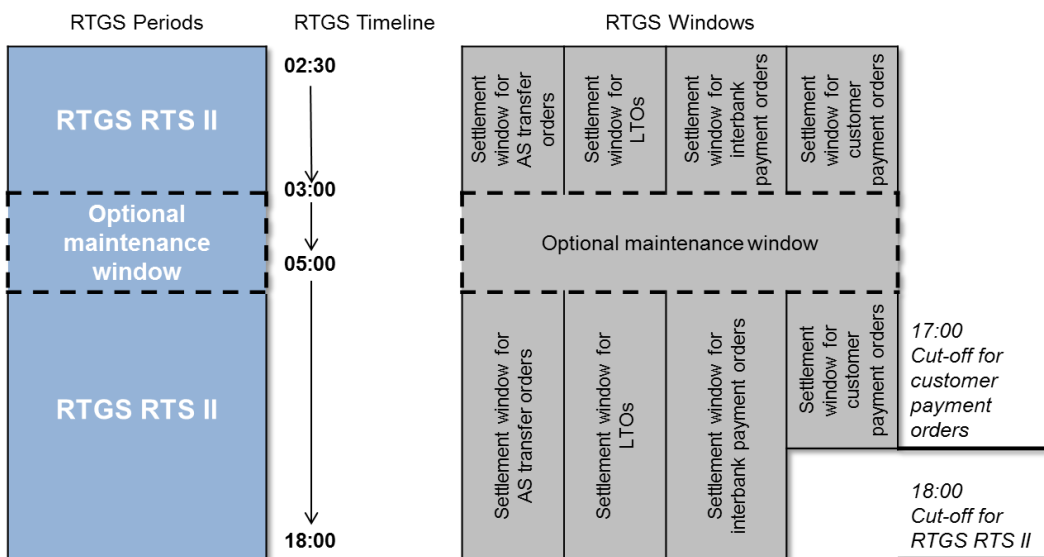 RTGS Periods
RTGS Timeline
RTGS Windows
RTGS RTS II
02:30
Settlement
window for
AS transfer
orders
Settlement
window for
LTOs
Settlement
window for
interbank
payment orders
Settlement
window for
customer
payment orders
03:00
Optional
maintenance
window
Optional maintenance window
05:00
RTGS RTS II
Settlement window for
AS transfer orders
Settlement window for
LTOs
Settlement window for
interbank payment orders
Settlement
window for
customer
payment orders
17:00
Cut-off for
customer
payment
orders
18:00
18:00
Cut-off for
RTGS RTS II